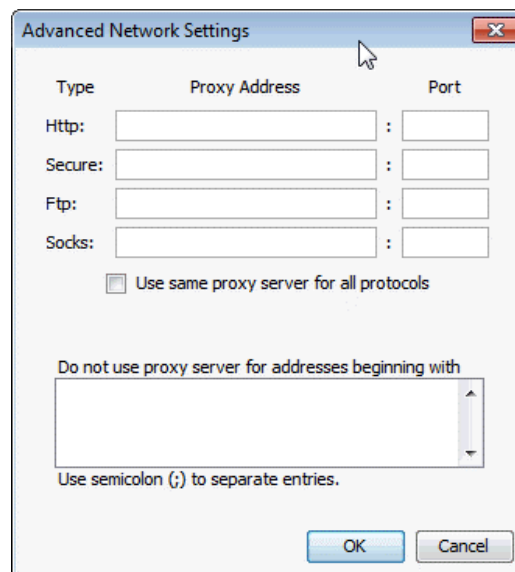 Advanced Network Settings
Type Proxy Address Port
Http: :
Secure: :
Ftp: :
Socks: :
Use same proxy server for all protocols
Do not use proxy server for addresses beginning with
Use semicolon (;) to separate entries.
OK Cancel